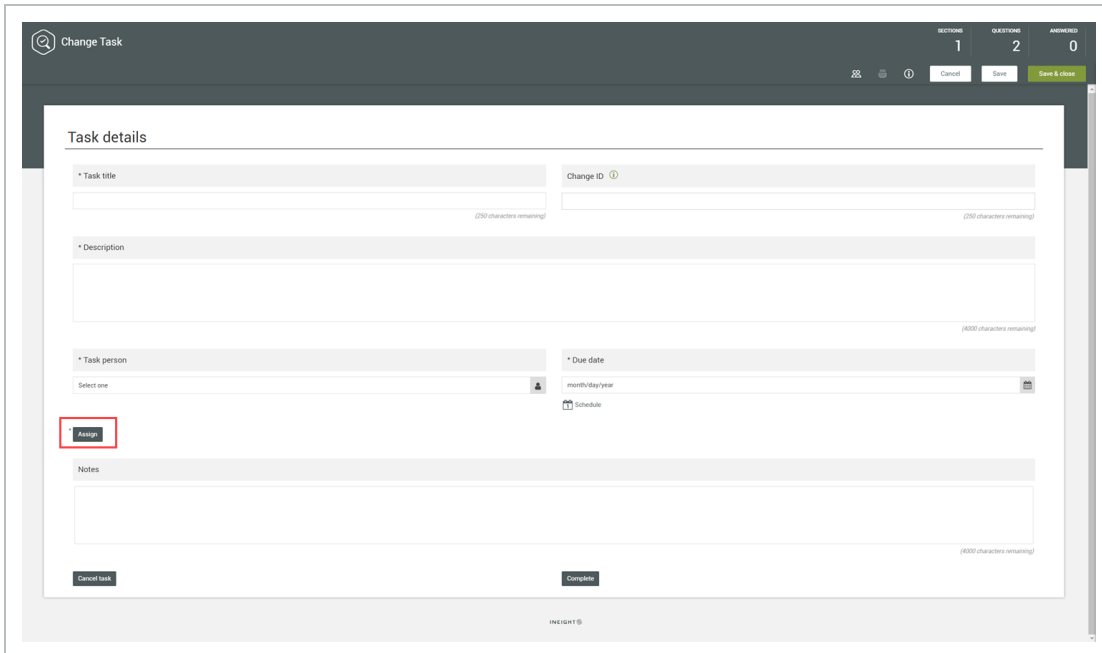 SECTIONS QUESTIONS ANSWERED
Change Task 1 2 0
Cancel Save Save & close
Task details
* Task title Change ID
(250 characters remaining) (250 characters remaining)
* Description
(4000 characters remaining)
* Task person * Due date
Select one month/day/year
1 Schedule
* Assign
Notes
(4000 characters remaining)
Cancel task Complete
INEIGHT